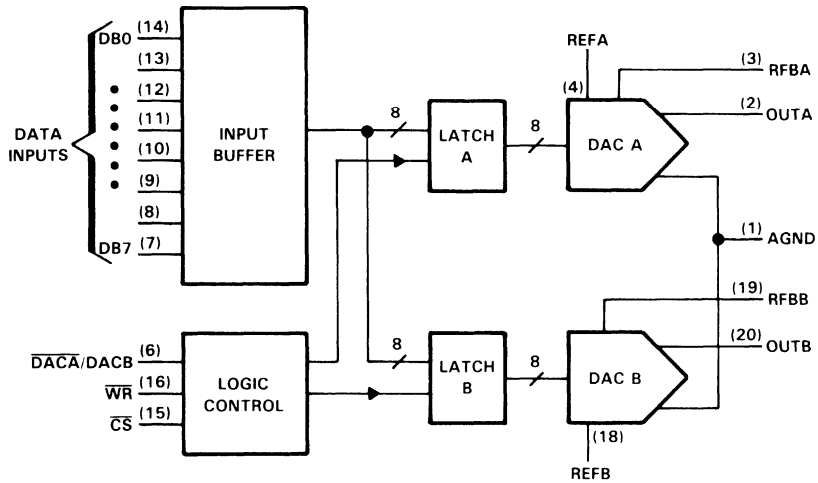 DB0 (14)
(13)
(12)
(11)
(10)
(9)
(8)
DB7 (7)
DATA
INPUTS
INPUT
BUFFER
8
LATCH
A
8
REFA
(4)
DAC A
(3) RFBA
(2) OUTA
(1) AGND
DACA/DACB (6)
WR (16)
CS (15)
LOGIC
CONTROL
8
LATCH
B
8
DAC B
(19) RFBB
(20) OUTB
(18)
REFB